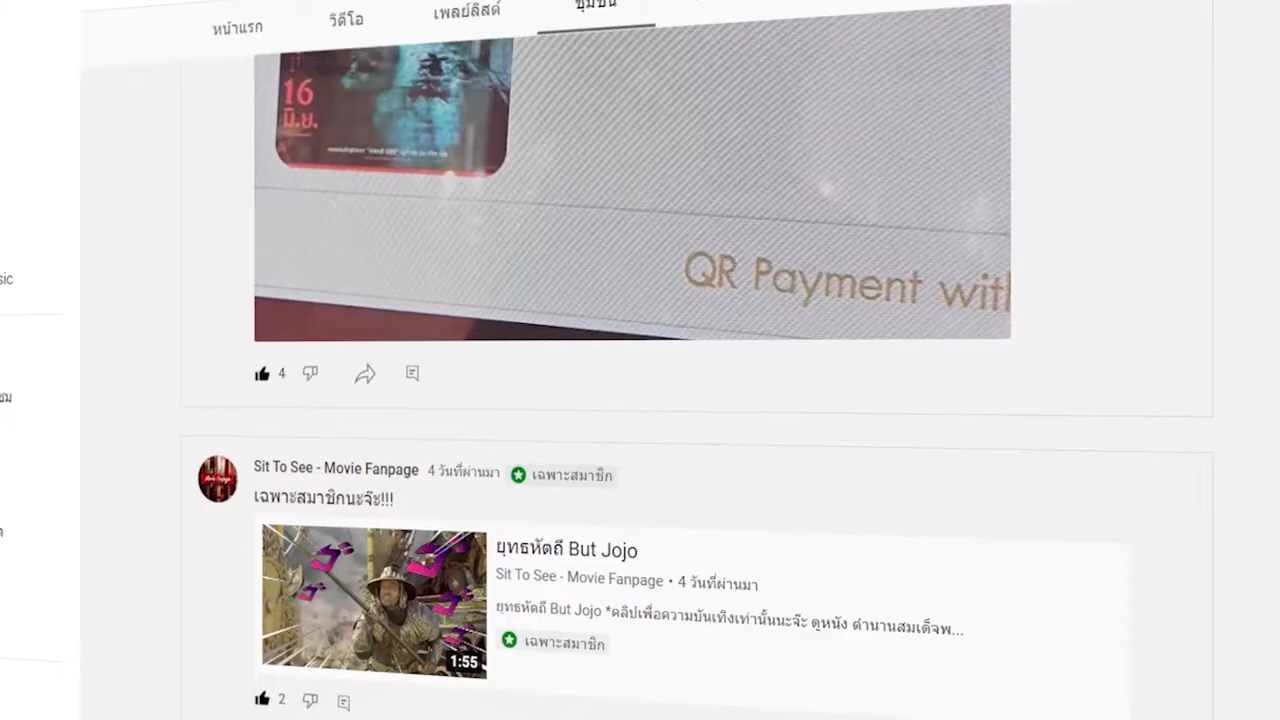 หน้าแรก
วิดีโอ
เพลย์ลิสต์
ชุมชน
16
มิ.ย.
sic
QR Payment with
4
ชม
Sit To See - Movie Fanpage 4 วันที่ผ่านมา เฉพาะสมาชิก
เฉพาะสมาชิกนะจ๊ะ!!!
ยุทธหัตถี But Jojo
Sit To See - Movie Fanpage • 4 วันที่ผ่านมา
ยุทธหัตถี But Jojo *คลิปเพื่อความบันเทิงเท่านั้นนะจ๊ะ ดูหนัง ตำนานสมเด็จพ...
เฉพาะสมาชิก
1:55
2